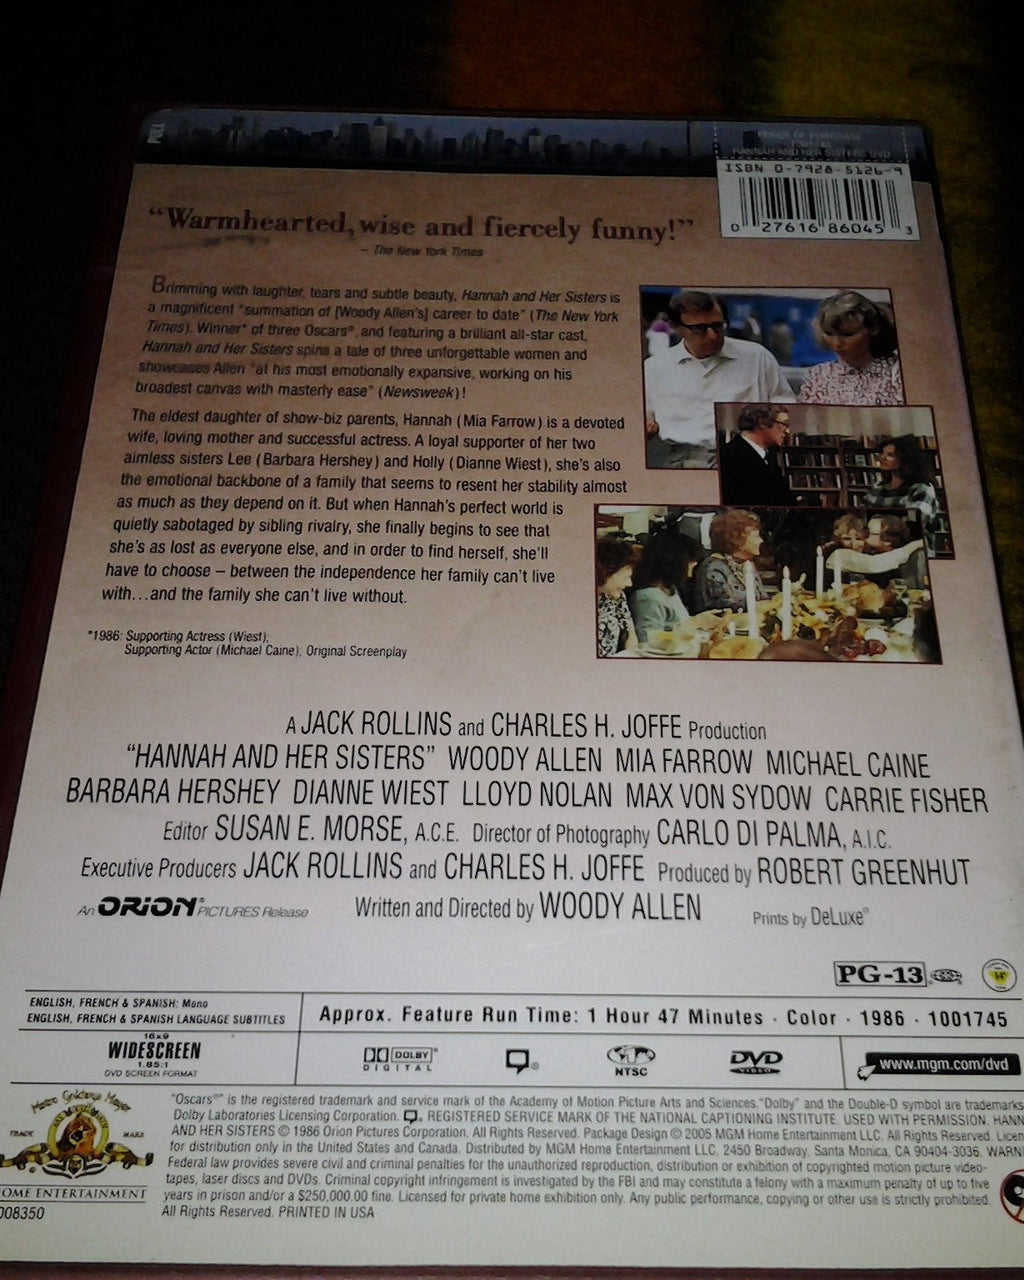 PROOF OF PURCHASE
HANNAH AND HER SISTERS DVD
ISBN 0-7928-5126-9
0 27616 86045 3
“Warmhearted, wise and fiercely funny!”
– The New York Times
Brimming with laughter, tears and subtle beauty, Hannah and Her Sisters is
a magnificent “summation of [Woody Allen’s] career to date” (The New York
Times). Winner* of three Oscars®, and featuring a brilliant all-star cast,
Hannah and Her Sisters spins a tale of three unforgettable women and
showcases Allen “at his most emotionally expansive, working on his
broadest canvas with masterly ease” (Newsweek)!
The eldest daughter of show-biz parents, Hannah (Mia Farrow) is a devoted
wife, loving mother and successful actress. A loyal supporter of her two
aimless sisters Lee (Barbara Hershey) and Holly (Dianne Wiest), she’s also
the emotional backbone of a family that seems to resent her stability almost
as much as they depend on it. But when Hannah’s perfect world is
quietly sabotaged by sibling rivalry, she finally begins to see that
she’s as lost as everyone else, and in order to find herself, she’ll
have to choose – between the independence her family can’t live
with…and the family she can’t live without.
*1986: Supporting Actress (Wiest);
Supporting Actor (Michael Caine); Original Screenplay
A JACK ROLLINS and CHARLES H. JOFFE Production
“HANNAH AND HER SISTERS” WOODY ALLEN MIA FARROW MICHAEL CAINE
BARBARA HERSHEY DIANNE WIEST LLOYD NOLAN MAX VON SYDOW CARRIE FISHER
Editor SUSAN E. MORSE, A.C.E. Director of Photography CARLO DI PALMA, A.I.C.
Executive Producers JACK ROLLINS and CHARLES H. JOFFE Produced by ROBERT GREENHUT
An ORION® PICTURES Release Written and Directed by WOODY ALLEN Prints by DeLuxe®
PG-13
ENGLISH, FRENCH & SPANISH: Mono
ENGLISH, FRENCH & SPANISH LANGUAGE SUBTITLES
Approx. Feature Run Time: 1 Hour 47 Minutes · Color · 1986 · 1001745
16x9
WIDESCREEN
1.85:1
DVD SCREEN FORMAT
DOLBY®
DIGITAL
NTSC
DVD
VIDEO
www.mgm.com/dvd
Metro Goldwyn Mayer
TRADE MARK
OME ENTERTAINMENT
008350
“Oscars®” is the registered trademark and service mark of the Academy of Motion Picture Arts and Sciences. “Dolby” and the Double-D symbol are trademarks
Dolby Laboratories Licensing Corporation. REGISTERED SERVICE MARK OF THE NATIONAL CAPTIONING INSTITUTE. USED WITH PERMISSION. HANN
AND HER SISTERS © 1986 Orion Pictures Corporation. All Rights Reserved. Package Design © 2005 MGM Home Entertainment LLC. All Rights Reserved. Licen
for distribution only in the United States and Canada. Distributed by MGM Home Entertainment LLC, 2450 Broadway, Santa Monica, CA 90404-3036. WARNI
Federal law provides severe civil and criminal penalties for the unauthorized reproduction, distribution or exhibition of copyrighted motion picture video-
tapes, laser discs and DVDs. Criminal copyright infringement is investigated by the FBI and may constitute a felony with a maximum penalty of up to five
years in prison and/or a $250,000.00 fine. Licensed for private home exhibition only. Any public performance, copying or other use is strictly prohibited.
All Rights Reserved. PRINTED IN USA